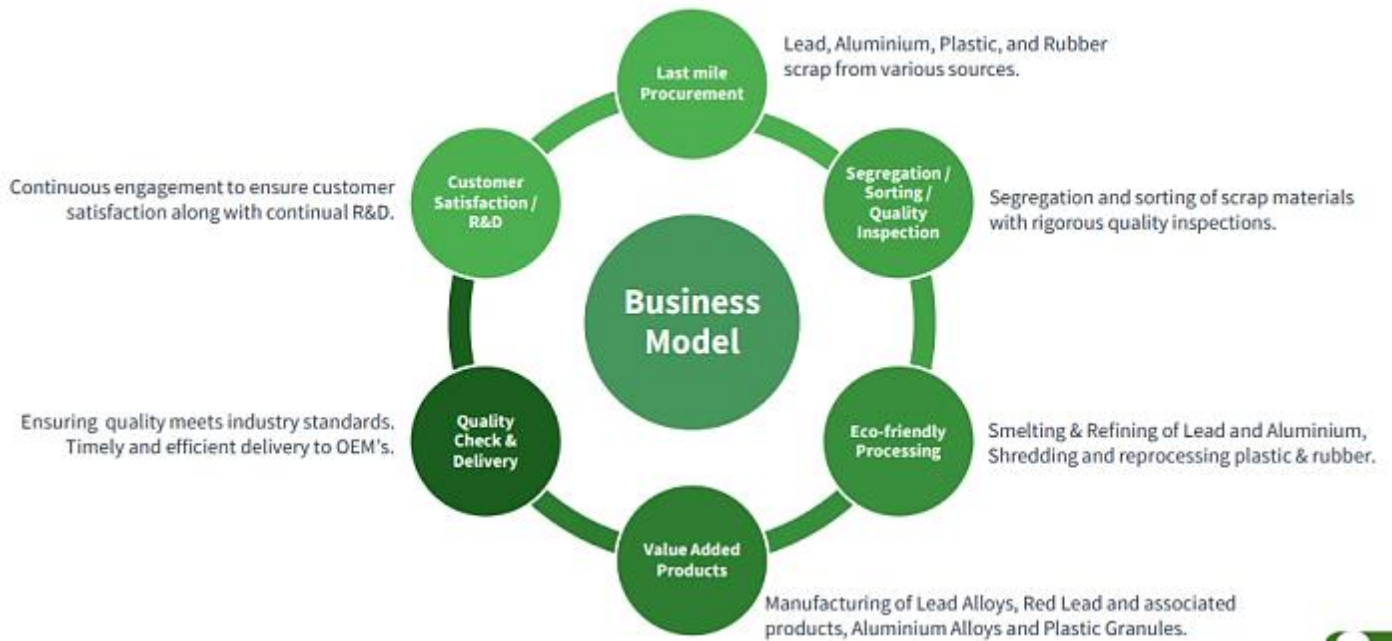 Last mile
Procurement
Lead, Aluminium, Plastic, and Rubber
scrap from various sources.
Segregation /
Sorting /
Quality
Inspection
Segregation and sorting of scrap materials
with rigorous quality inspections.
Eco-friendly
Processing
Smelting & Refining of Lead and Aluminium,
Shredding and reprocessing plastic & rubber.
Value Added
Products
Manufacturing of Lead Alloys, Red Lead and associated
products, Aluminium Alloys and Plastic Granules.
Quality
Check &
Delivery
Ensuring quality meets industry standards.
Timely and efficient delivery to OEM's.
Customer
Satisfaction /
R&D
Continuous engagement to ensure customer
satisfaction along with continual R&D.
Business
Model